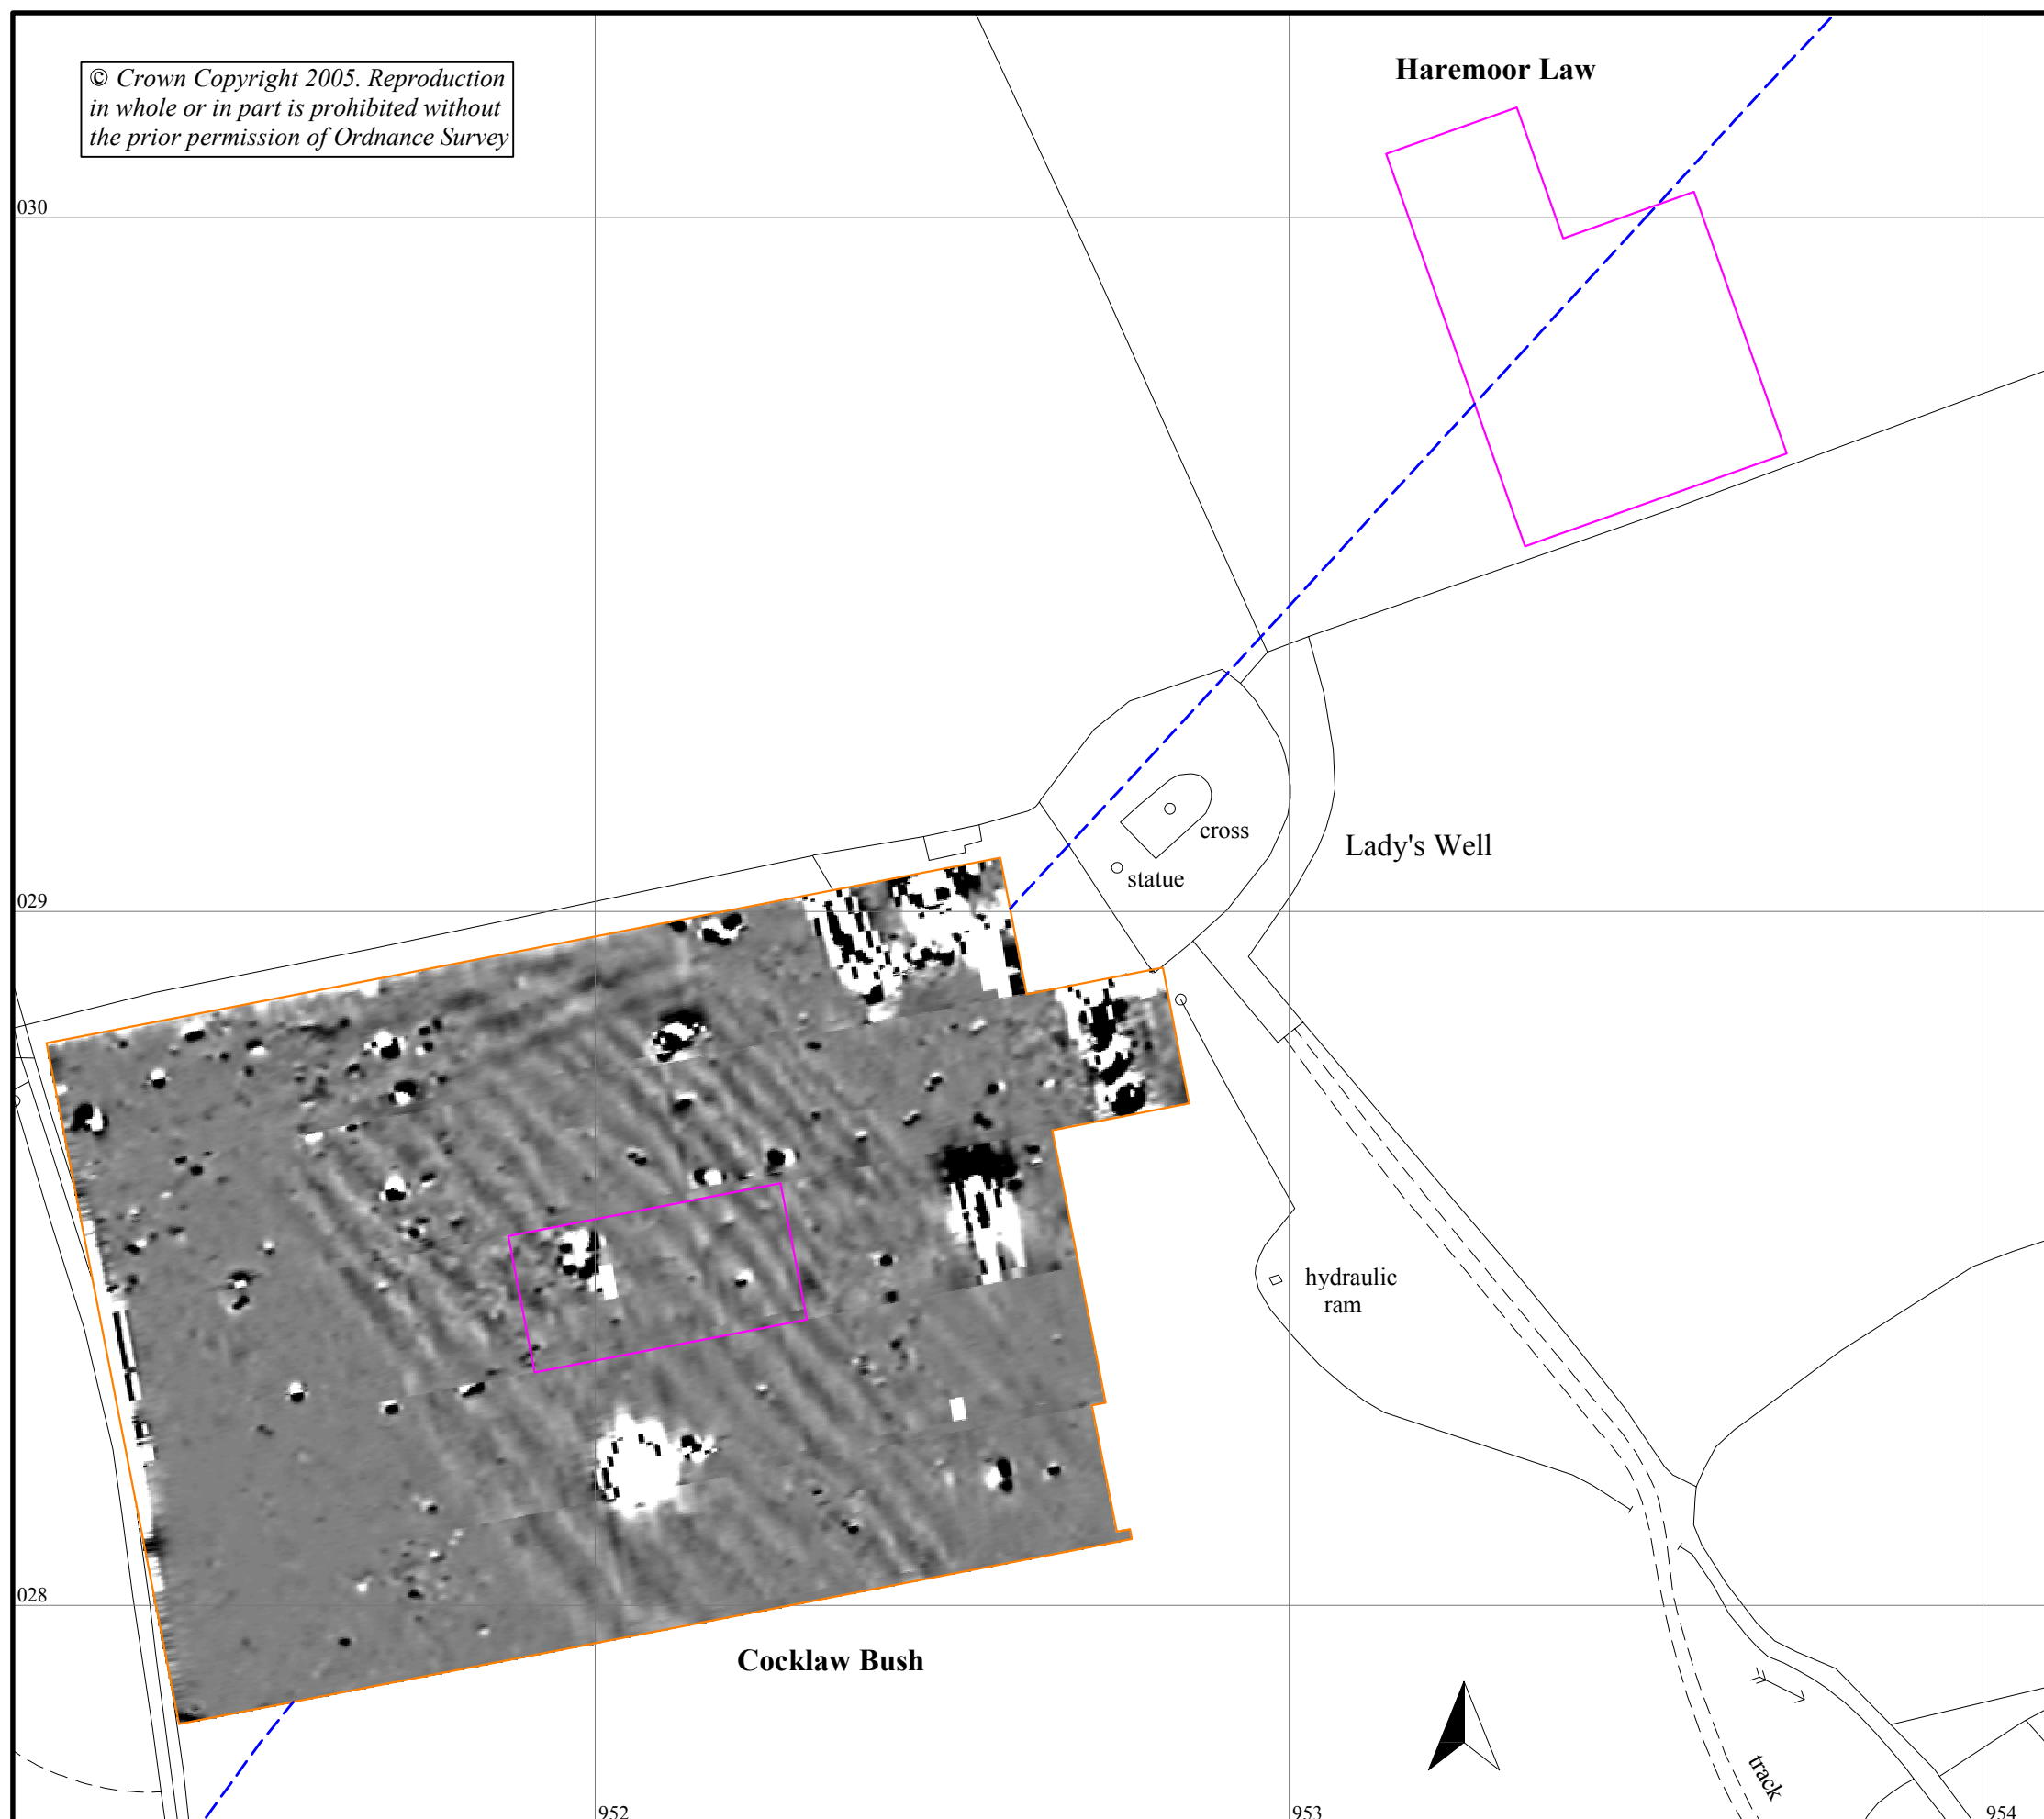 © Crown Copyright 2005. Reproduction
in whole or in part is prohibited without
the prior permission of Ordnance Survey
Haremoor Law
030
cross
Lady's Well
statue
029
hydraulic
ram
028
Cocklaw Bush
track
952
953
954